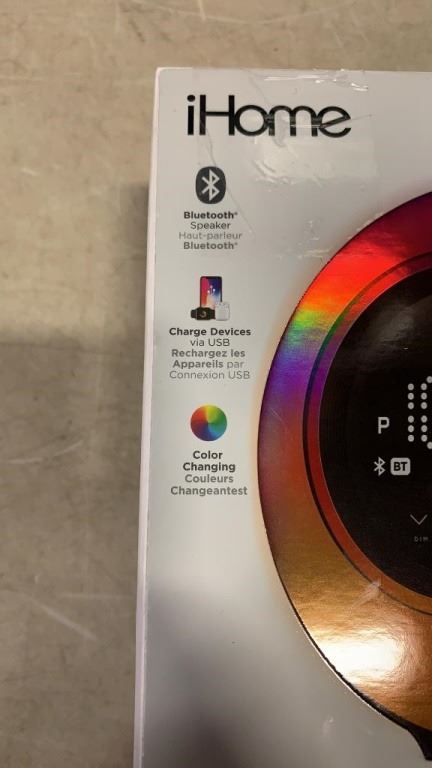 iHome
Bluetooth®
Speaker
Haut-parleur
Bluetooth®
Charge Devices
via USB
Rechargez les
Appareils par
Connexion USB
Color
Changing
Couleurs
Changeantest
P
BT
DIM